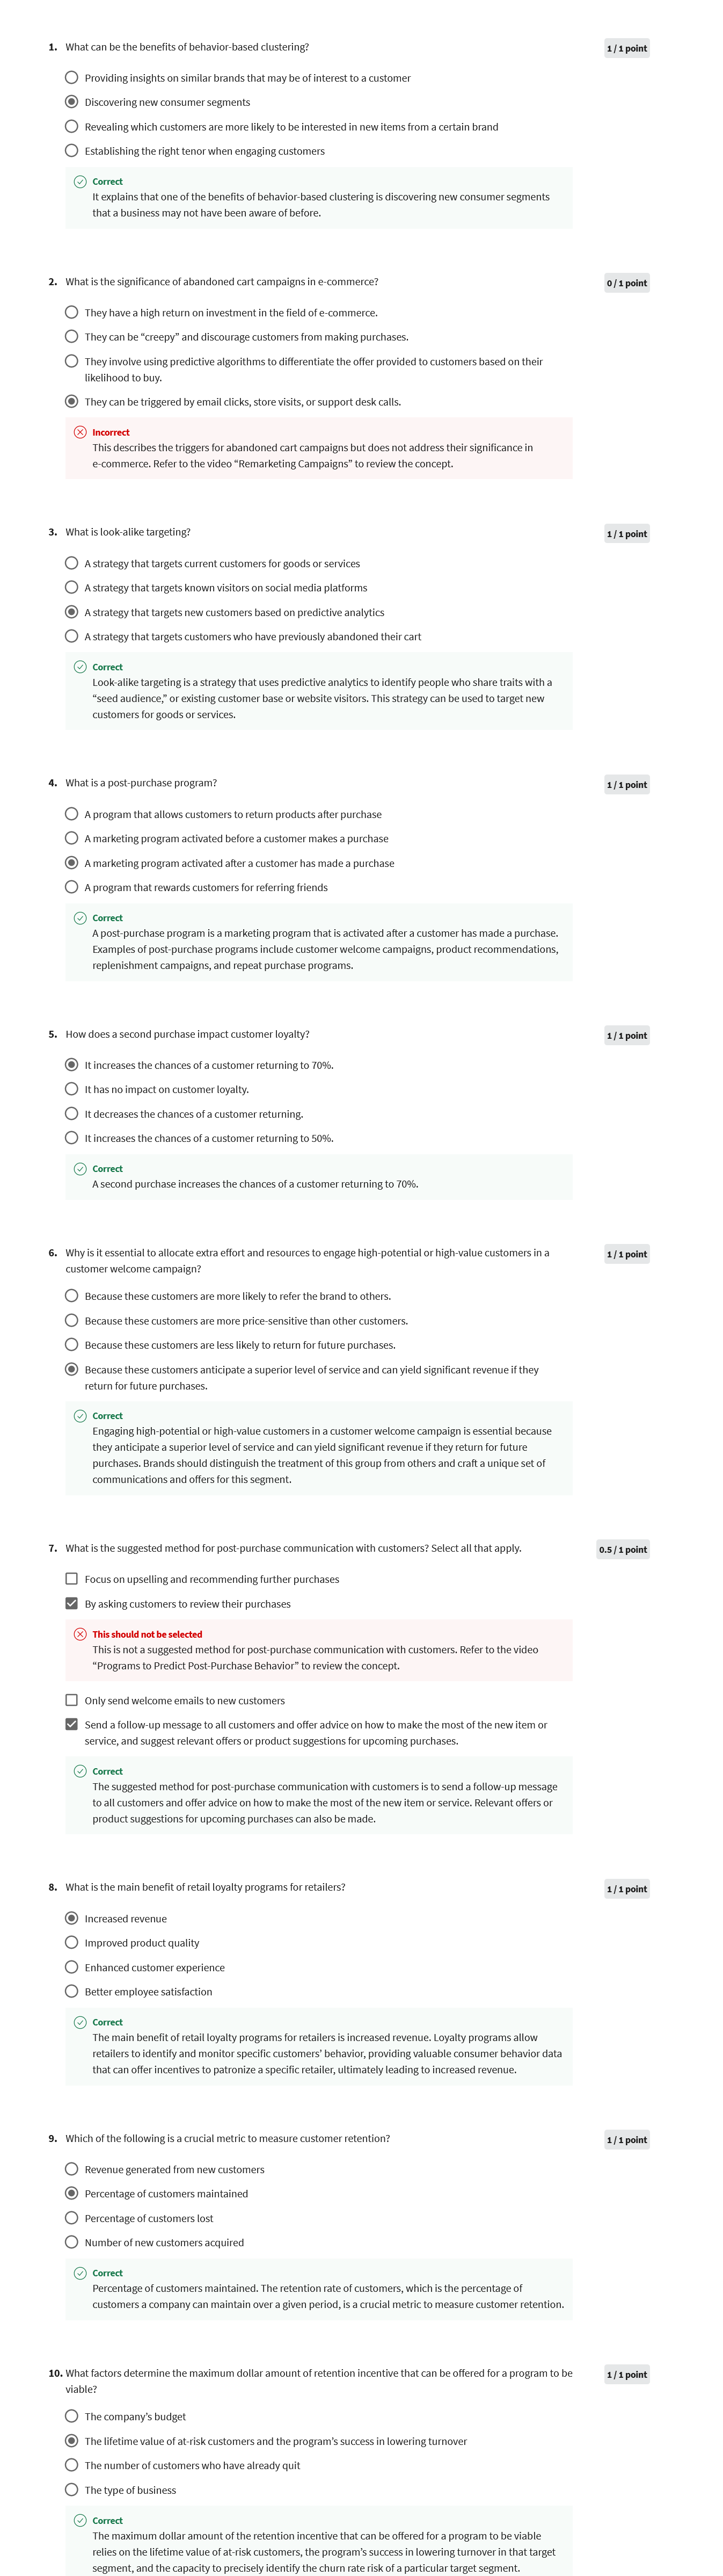 1. What can be the benefits of behavior-based clustering?
1 / 1 point
Providing insights on similar brands that may be of interest to a customer
Discovering new consumer segments
Revealing which customers are more likely to be interested in new items from a certain brand
Establishing the right tenor when engaging customers
Correct
It explains that one of the benefits of behavior-based clustering is discovering new consumer segments
that a business may not have been aware of before.
2. What is the significance of abandoned cart campaigns in e-commerce?
0 / 1 point
They have a high return on investment in the field of e-commerce.
They can be “creepy” and discourage customers from making purchases.
They involve using predictive algorithms to differentiate the offer provided to customers based on their
likelihood to buy.
They can be triggered by email clicks, store visits, or support desk calls.
Incorrect
This describes the triggers for abandoned cart campaigns but does not address their significance in
e-commerce. Refer to the video “Remarketing Campaigns” to review the concept.
3. What is look-alike targeting?
1 / 1 point
A strategy that targets current customers for goods or services
A strategy that targets known visitors on social media platforms
A strategy that targets new customers based on predictive analytics
A strategy that targets customers who have previously abandoned their cart
Correct
Look-alike targeting is a strategy that uses predictive analytics to identify people who share traits with a
“seed audience,” or existing customer base or website visitors. This strategy can be used to target new
customers for goods or services.
4. What is a post-purchase program?
1 / 1 point
A program that allows customers to return products after purchase
A marketing program activated before a customer makes a purchase
A marketing program activated after a customer has made a purchase
A program that rewards customers for referring friends
Correct
A post-purchase program is a marketing program that is activated after a customer has made a purchase.
Examples of post-purchase programs include customer welcome campaigns, product recommendations,
replenishment campaigns, and repeat purchase programs.
5. How does a second purchase impact customer loyalty?
1 / 1 point
It increases the chances of a customer returning to 70%.
It has no impact on customer loyalty.
It decreases the chances of a customer returning.
It increases the chances of a customer returning to 50%.
Correct
A second purchase increases the chances of a customer returning to 70%.
6. Why is it essential to allocate extra effort and resources to engage high-potential or high-value customers in a
customer welcome campaign?
1 / 1 point
Because these customers are more likely to refer the brand to others.
Because these customers are more price-sensitive than other customers.
Because these customers are less likely to return for future purchases.
Because these customers anticipate a superior level of service and can yield significant revenue if they
return for future purchases.
Correct
Engaging high-potential or high-value customers in a customer welcome campaign is essential because
they anticipate a superior level of service and can yield significant revenue if they return for future
purchases. Brands should distinguish the treatment of this group from others and craft a unique set of
communications and offers for this segment.
7. What is the suggested method for post-purchase communication with customers? Select all that apply.
0.5 / 1 point
Focus on upselling and recommending further purchases
By asking customers to review their purchases
This should not be selected
This is not a suggested method for post-purchase communication with customers. Refer to the video
“Programs to Predict Post-Purchase Behavior” to review the concept.
Only send welcome emails to new customers
Send a follow-up message to all customers and offer advice on how to make the most of the new item or
service, and suggest relevant offers or product suggestions for upcoming purchases.
Correct
The suggested method for post-purchase communication with customers is to send a follow-up message
to all customers and offer advice on how to make the most of the new item or service. Relevant offers or
product suggestions for upcoming purchases can also be made.
8. What is the main benefit of retail loyalty programs for retailers?
1 / 1 point
Increased revenue
Improved product quality
Enhanced customer experience
Better employee satisfaction
Correct
The main benefit of retail loyalty programs for retailers is increased revenue. Loyalty programs allow
retailers to identify and monitor specific customers’ behavior, providing valuable consumer behavior data
that can offer incentives to patronize a specific retailer, ultimately leading to increased revenue.
9. Which of the following is a crucial metric to measure customer retention?
1 / 1 point
Revenue generated from new customers
Percentage of customers maintained
Percentage of customers lost
Number of new customers acquired
Correct
Percentage of customers maintained. The retention rate of customers, which is the percentage of
customers a company can maintain over a given period, is a crucial metric to measure customer retention.
10. What factors determine the maximum dollar amount of retention incentive that can be offered for a program to be
viable?
1 / 1 point
The company’s budget
The lifetime value of at-risk customers and the program’s success in lowering turnover
The number of customers who have already quit
The type of business
Correct
The maximum dollar amount of the retention incentive that can be offered for a program to be viable
relies on the lifetime value of at-risk customers, the program’s success in lowering turnover in that target
segment, and the capacity to precisely identify the churn rate risk of a particular target segment.